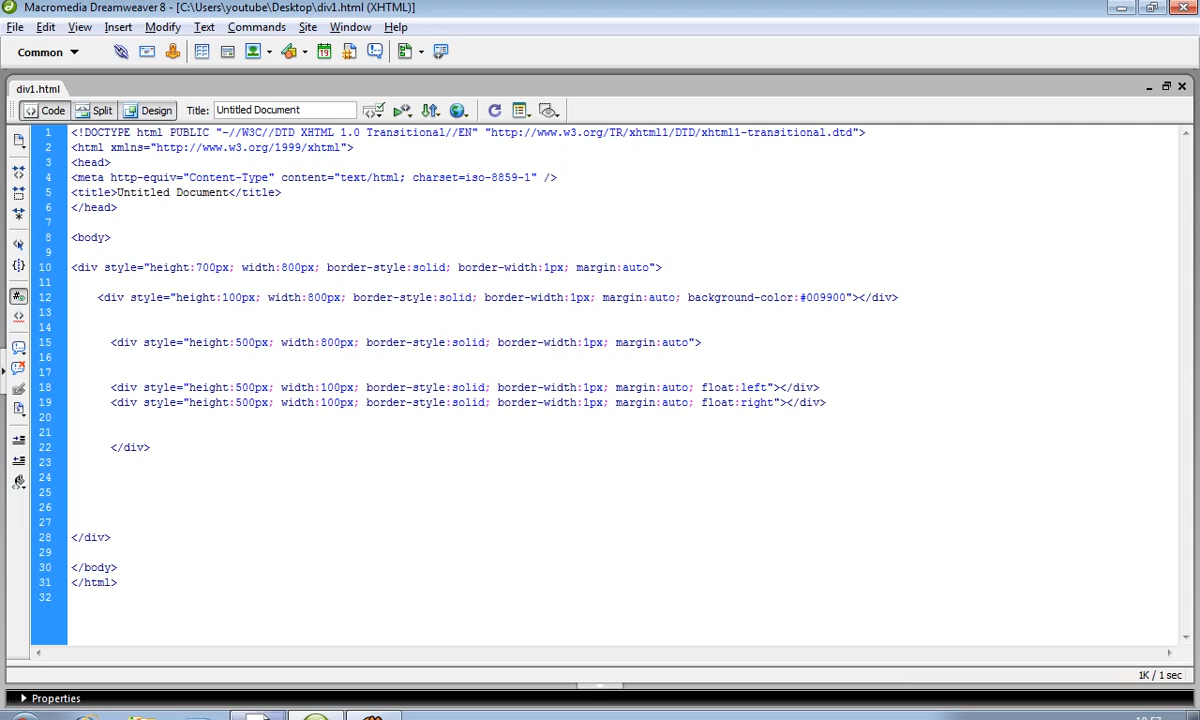 Macromedia Dreamweaver 8 - [C:\Users\youtube\Desktop\div1.html (XHTML)]
File Edit View Insert Modify Text Commands Site Window Help
Common
div1.html
Code Split Design Title: Untitled Document
1 <!DOCTYPE html PUBLIC "-//W3C//DTD XHTML 1.0 Transitional//EN" "http://www.w3.org/TR/xhtml1/DTD/xhtml1-transitional.dtd">
2 <html xmlns="http://www.w3.org/1999/xhtml">
3 <head>
4 <meta http-equiv="Content-Type" content="text/html; charset=iso-8859-1" />
5 <title>Untitled Document</title>
6 </head>
7
8 <body>
9
10 <div style="height:700px; width:800px; border-style:solid; border-width:1px; margin:auto">
11
12 <div style="height:100px; width:800px; border-style:solid; border-width:1px; margin:auto; background-color:#009900"></div>
13
14
15 <div style="height:500px; width:800px; border-style:solid; border-width:1px; margin:auto">
16
17
18 <div style="height:500px; width:100px; border-style:solid; border-width:1px; margin:auto; float:left"></div>
19 <div style="height:500px; width:100px; border-style:solid; border-width:1px; margin:auto; float:right"></div>
20
21
22 </div>
23
24
25
26
27
28 </div>
29
30 </body>
31 </html>
32
1K / 1 sec
Properties